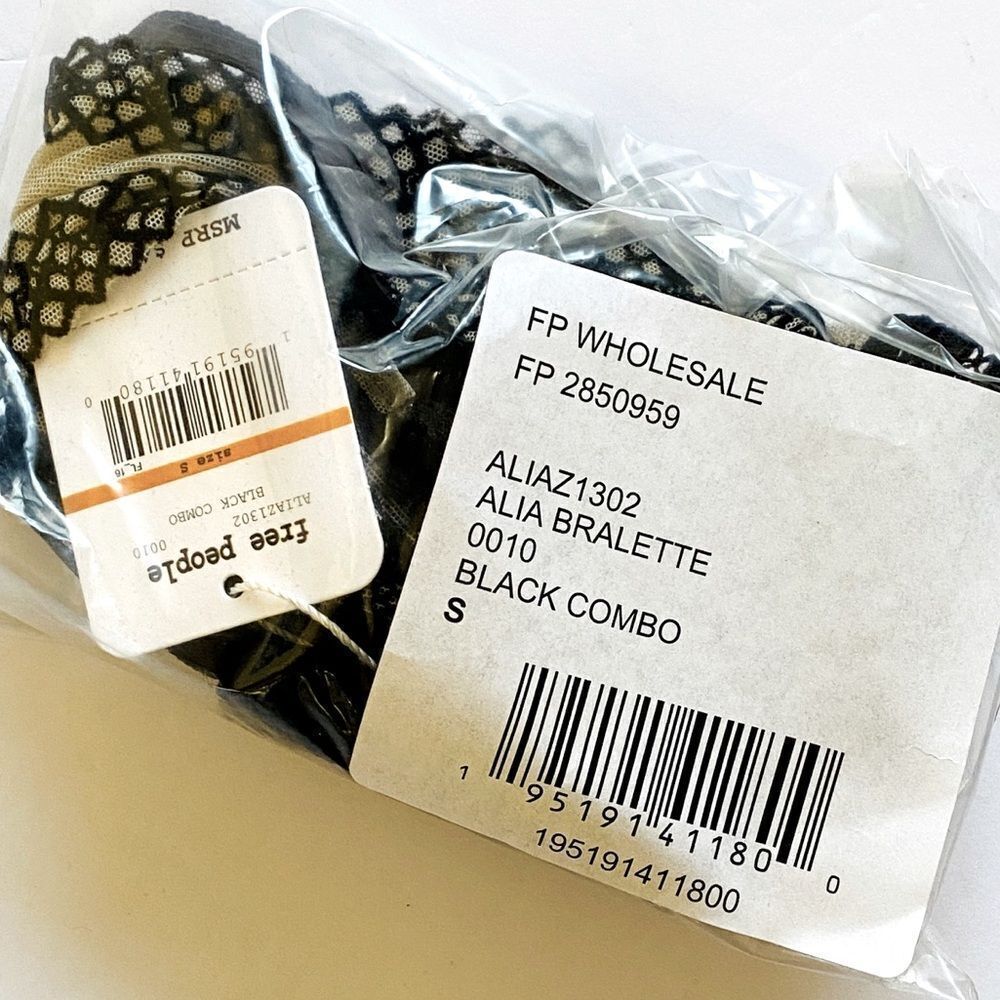 FP WHOLESALE
FP 2850959
ALIAZ1302
ALIA BRALETTE
0010
BLACK COMBO
S
1 95191 41180 0
195191411800
free people
ALIAZ1302 0010
BLACK COMBO
size S
FL_16
1 95191 41180 0
MSRP